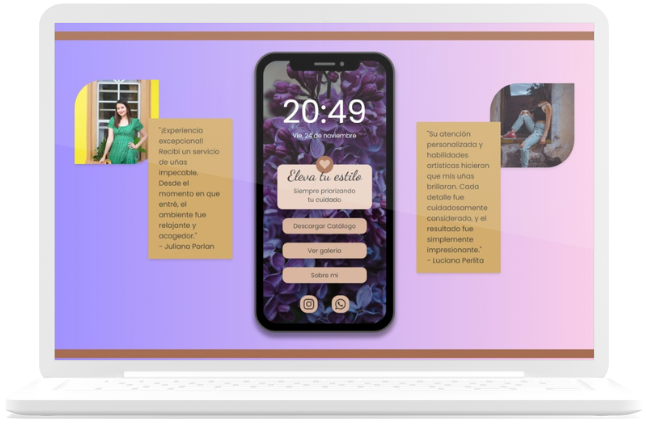 "¡Experiencia
excepcional!
Recibí un servicio
de uñas
impecable.
Desde el
momento en que
entré, el
ambiente fue
relajante y
acogedor."
- Juliana Porlan
20:49
Vie, 24 de noviembre
Eleva tu estilo
Siempre priorizando
tu cuidado
Descargar Catálogo
Ver galeria
Sobre mi
"Su atención
personalizada y
habilidades
artísticas hicieron
que mis uñas
brillaran. Cada
detalle fue
cuidadosamente
considerado, y el
resultado fue
simplemente
impresionante."
- Luciana Perlita